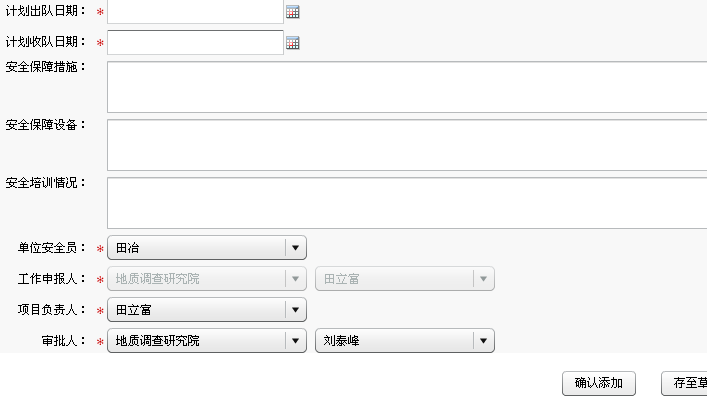 计划出队日期： *
计划收队日期： *
安全保障措施：
安全保障设备：
安全培训情况：
单位安全员： * 田冶
工作申报人： * 地质调查研究院 田立富
项目负责人： * 田立富
审批人： * 地质调查研究院 刘泰峰
确认添加 存至草